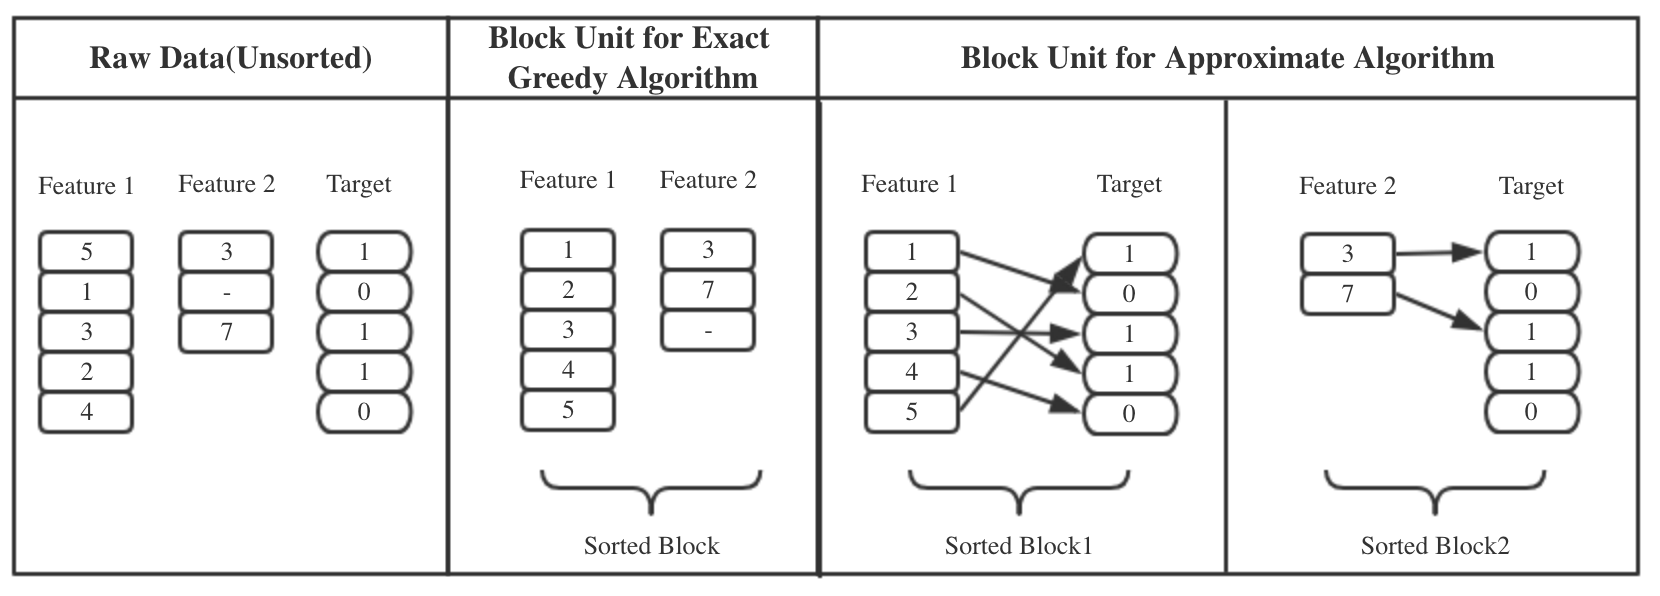 Raw Data(Unsorted)
Block Unit for Exact
Greedy Algorithm
Block Unit for Approximate Algorithm
Feature 1
Feature 2
Target
5
3
1
1
-
0
3
7
1
2
1
4
0
Feature 1
Feature 2
1
3
2
7
3
-
4
5
Sorted Block
Feature 1
Target
1
1
2
0
3
1
4
1
5
0
Sorted Block1
Feature 2
Target
3
1
7
0
1
1
0
Sorted Block2